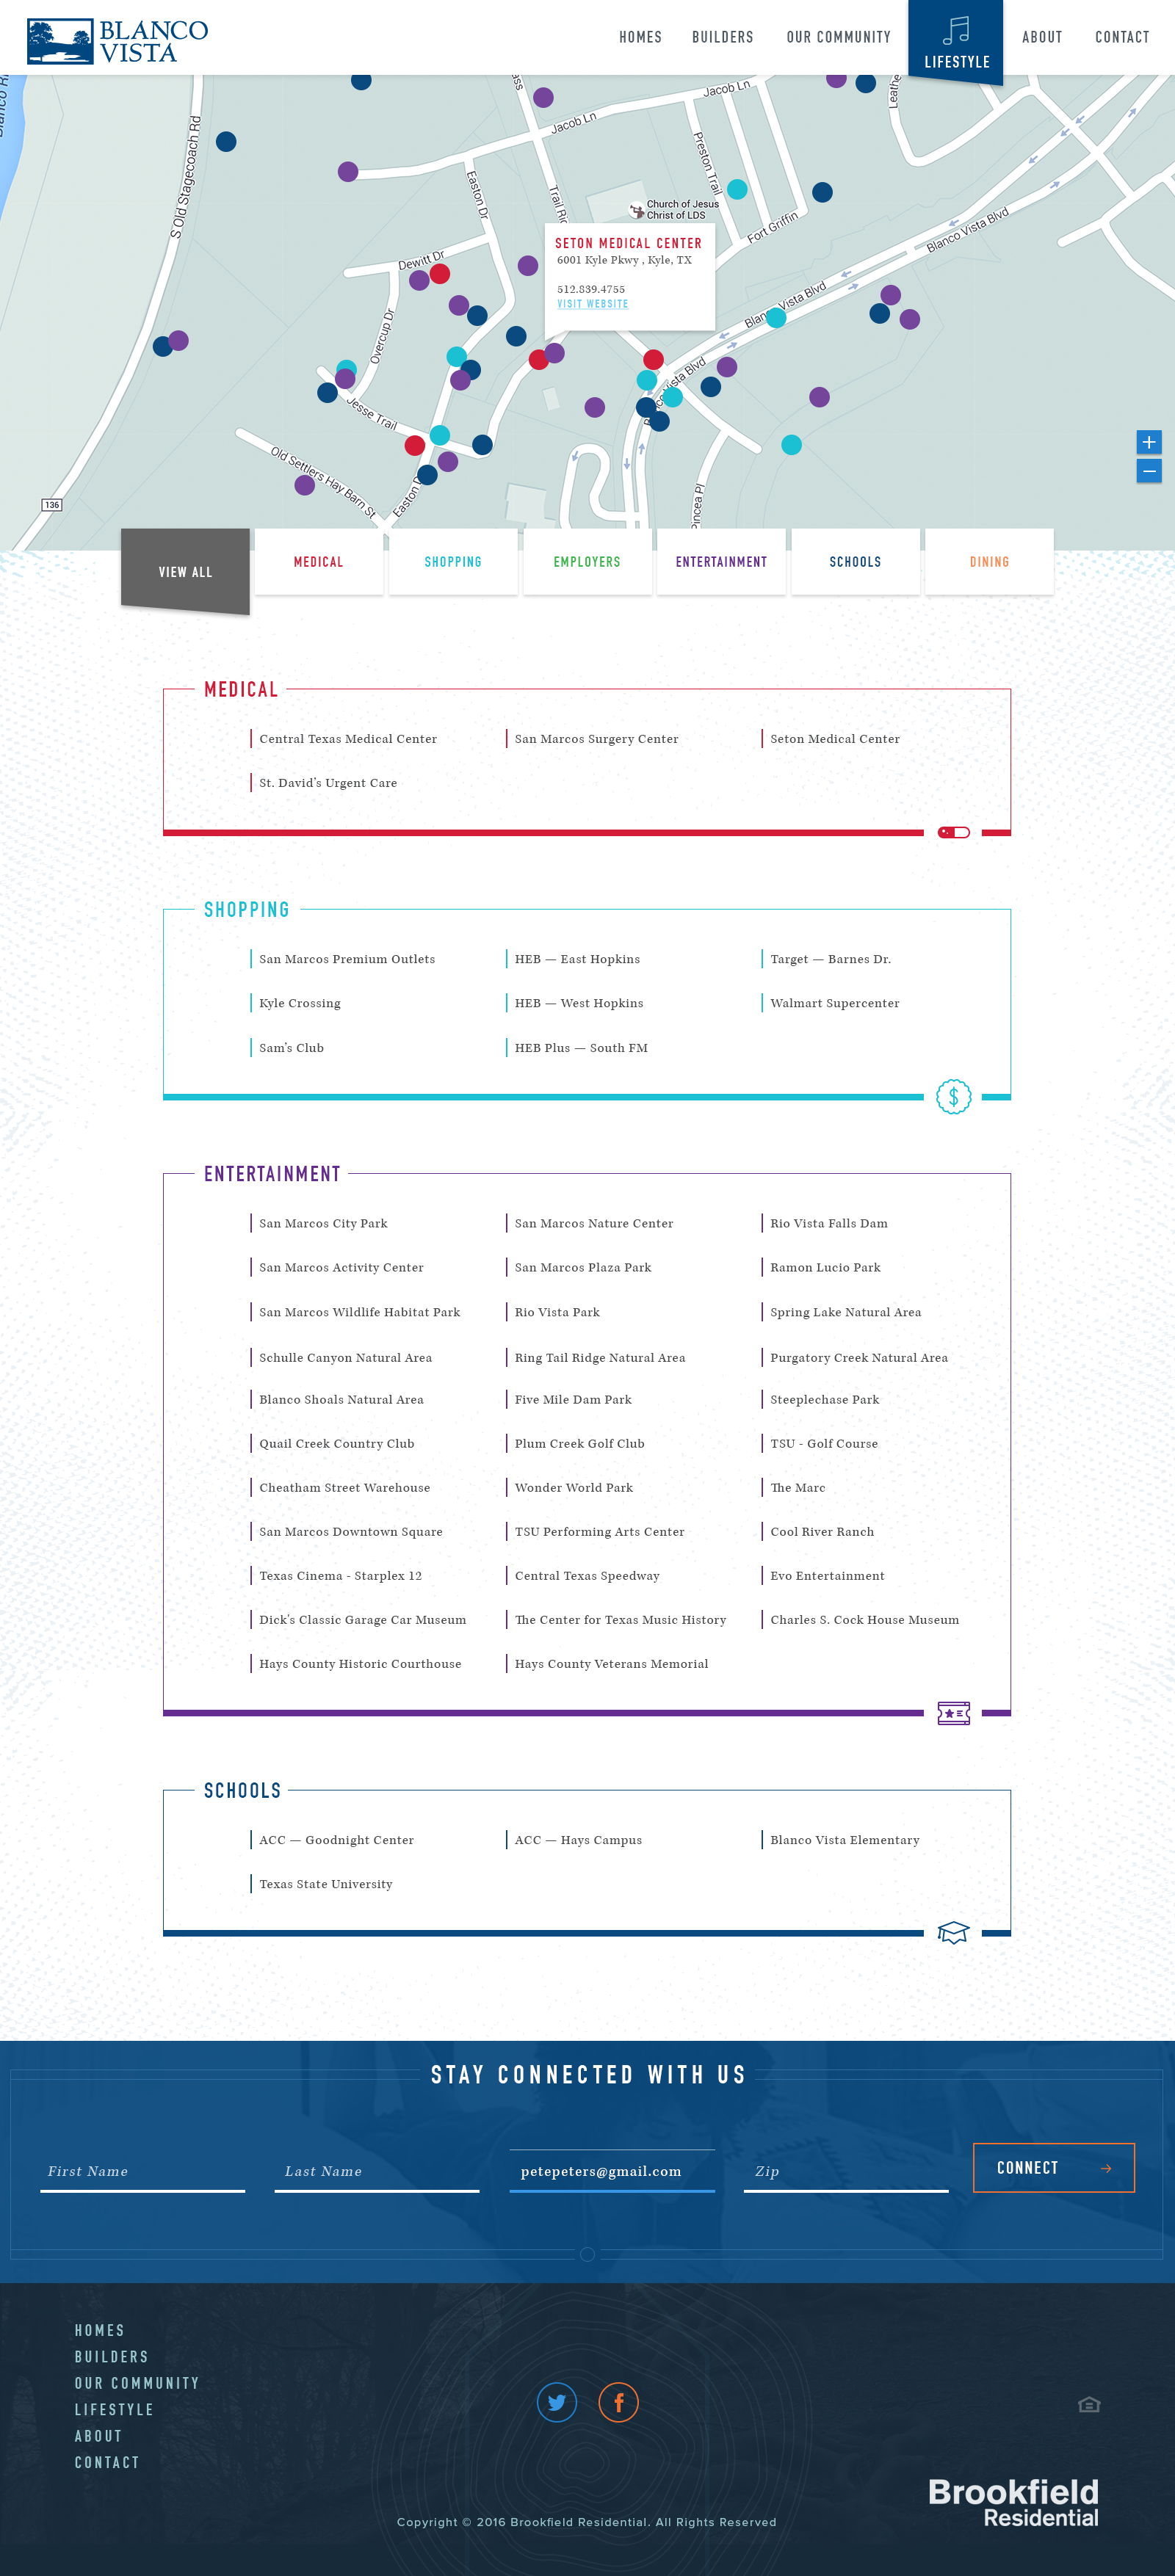 BLANCO
VISTA
HOMES
BUILDERS
OUR COMMUNITY
LIFESTYLE
ABOUT
CONTACT
S Old Stagecoach Rd
Jacob Ln
Jacob Ln
Preston Trail
Easton Dr
Church of Jesus
Christ of LDS
Fort Griffin
Blanco Vista Blvd
Dewitt Dr
Overcup Dr
SETON MEDICAL CENTER
6001 Kyle Pkwy , Kyle, TX
512.839.4755
VISIT WEBSITE
Blanco Vista Blvd
Jesse Trail
Old Settlers Hay Barn St
136
VIEW ALL
MEDICAL
SHOPPING
EMPLOYERS
ENTERTAINMENT
SCHOOLS
DINING
MEDICAL
Central Texas Medical Center
San Marcos Surgery Center
Seton Medical Center
St. David’s Urgent Care
SHOPPING
San Marcos Premium Outlets
HEB — East Hopkins
Target — Barnes Dr.
Kyle Crossing
HEB — West Hopkins
Walmart Supercenter
Sam’s Club
HEB Plus — South FM
$
ENTERTAINMENT
San Marcos City Park
San Marcos Nature Center
Rio Vista Falls Dam
San Marcos Activity Center
San Marcos Plaza Park
Ramon Lucio Park
San Marcos Wildlife Habitat Park
Rio Vista Park
Spring Lake Natural Area
Schulle Canyon Natural Area
Ring Tail Ridge Natural Area
Purgatory Creek Natural Area
Blanco Shoals Natural Area
Five Mile Dam Park
Steeplechase Park
Quail Creek Country Club
Plum Creek Golf Club
TSU - Golf Course
Cheatham Street Warehouse
Wonder World Park
The Marc
San Marcos Downtown Square
TSU Performing Arts Center
Cool River Ranch
Texas Cinema - Starplex 12
Central Texas Speedway
Evo Entertainment
Dick's Classic Garage Car Museum
The Center for Texas Music History
Charles S. Cock House Museum
Hays County Historic Courthouse
Hays County Veterans Memorial
SCHOOLS
ACC — Goodnight Center
ACC — Hays Campus
Blanco Vista Elementary
Texas State University
STAY CONNECTED WITH US
First Name
Last Name
petepeters@gmail.com
Zip
CONNECT
HOMES
BUILDERS
OUR COMMUNITY
LIFESTYLE
ABOUT
CONTACT
Brookfield
Residential
Copyright © 2016 Brookfield Residential. All Rights Reserved